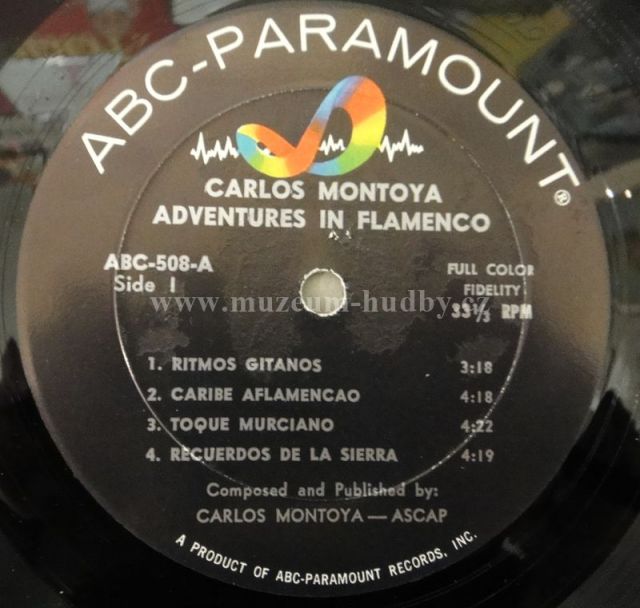 ABC-PARAMOUNT®
CARLOS MONTOYA
ADVENTURES IN FLAMENCO
ABC-508-A
Side 1
FULL COLOR
FIDELITY
33 1/3 RPM
www.muzeum-hudby.cz
1. RITMOS GITANOS 3:18
2. CARIBE AFLAMENCAO 4:18
3. TOQUE MURCIANO 4:22
4. RECUERDOS DE LA SIERRA 4:19
Composed and Published by:
CARLOS MONTOYA — ASCAP
A PRODUCT OF ABC-PARAMOUNT RECORDS, INC.